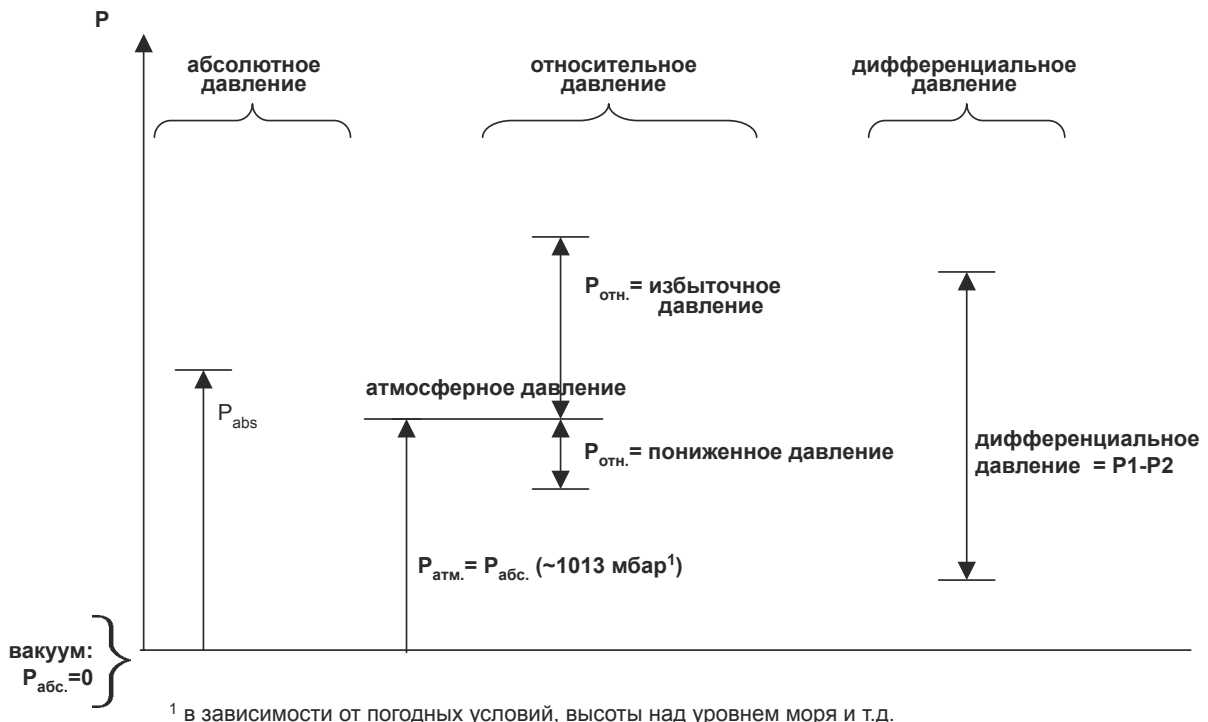 P
абсолютное
давление
относительное
давление
дифференциальное
давление
Pотн.= избыточное
давление
атмосферное давление
Pabs
Pотн.= пониженное давление
дифференциальное
давление = P1-P2
Pатм.= Pабс. (~1013 мбар¹)
вакуум:
Pабс.=0
¹ в зависимости от погодных условий, высоты над уровнем моря и т.д.